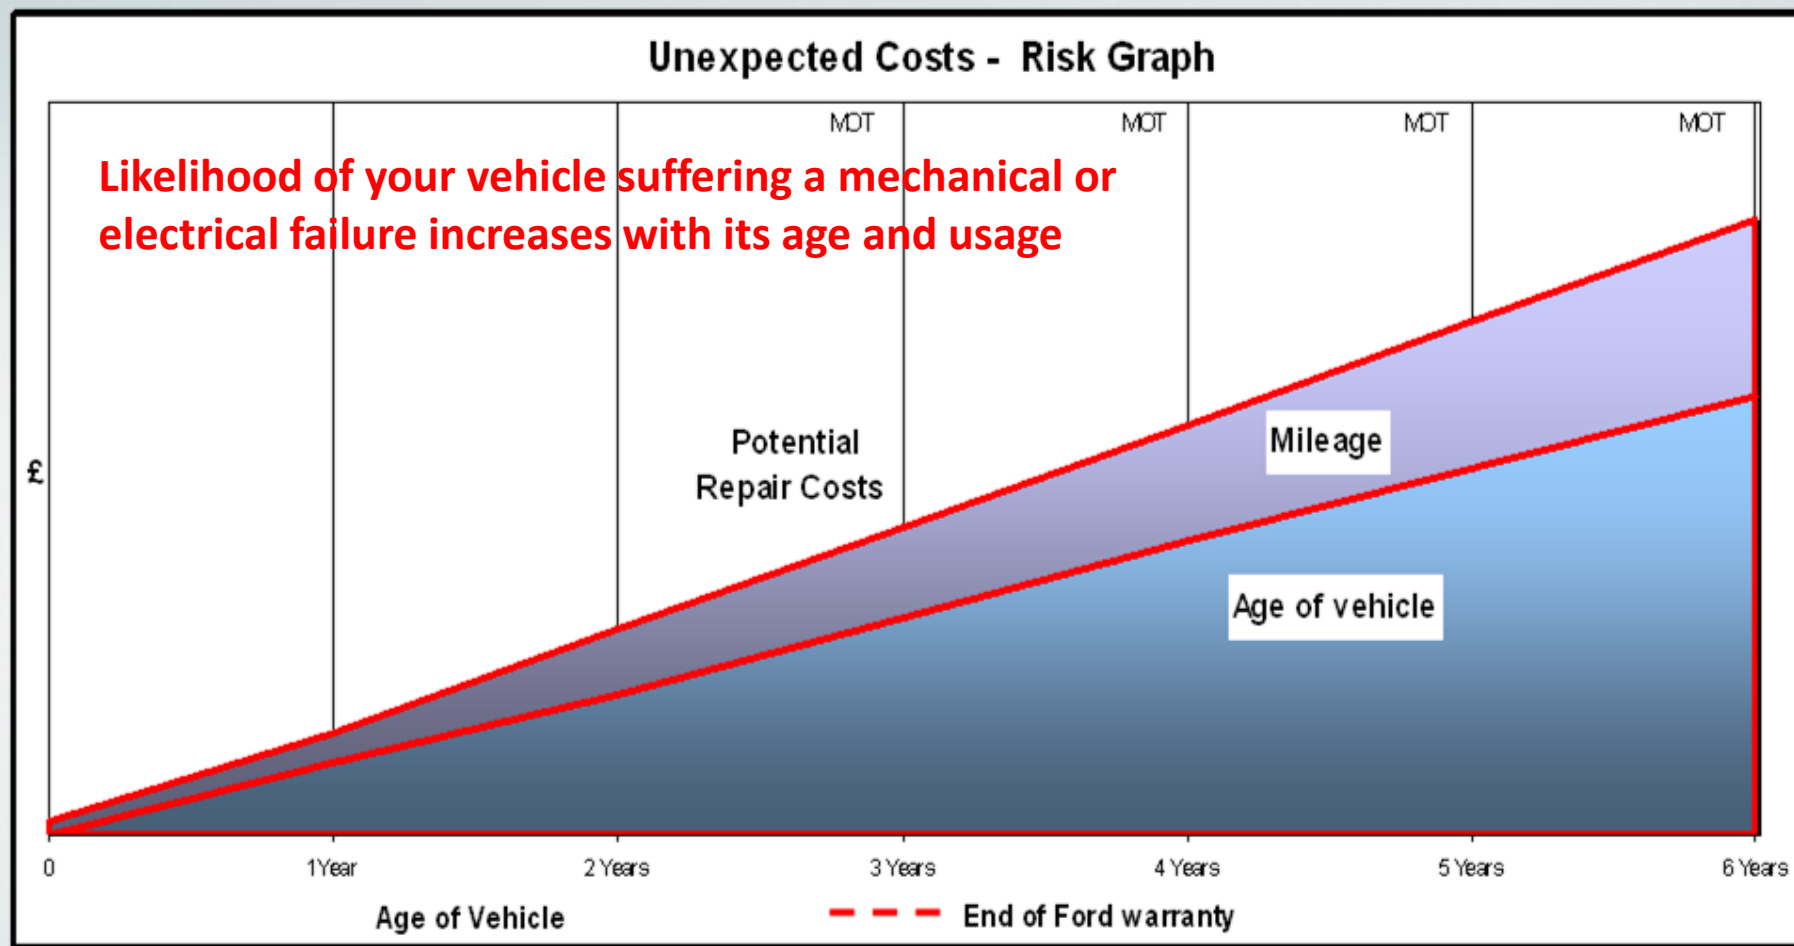 Unexpected Costs - Risk Graph
MOT MOT MOT MOT
Likelihood of your vehicle suffering a mechanical or
electrical failure increases with its age and usage
Potential
Repair Costs
Mileage
£
Age of vehicle
0 1Year 2 Years 3 Years 4 Years 5 Years 6 Years
Age of Vehicle End of Ford warranty